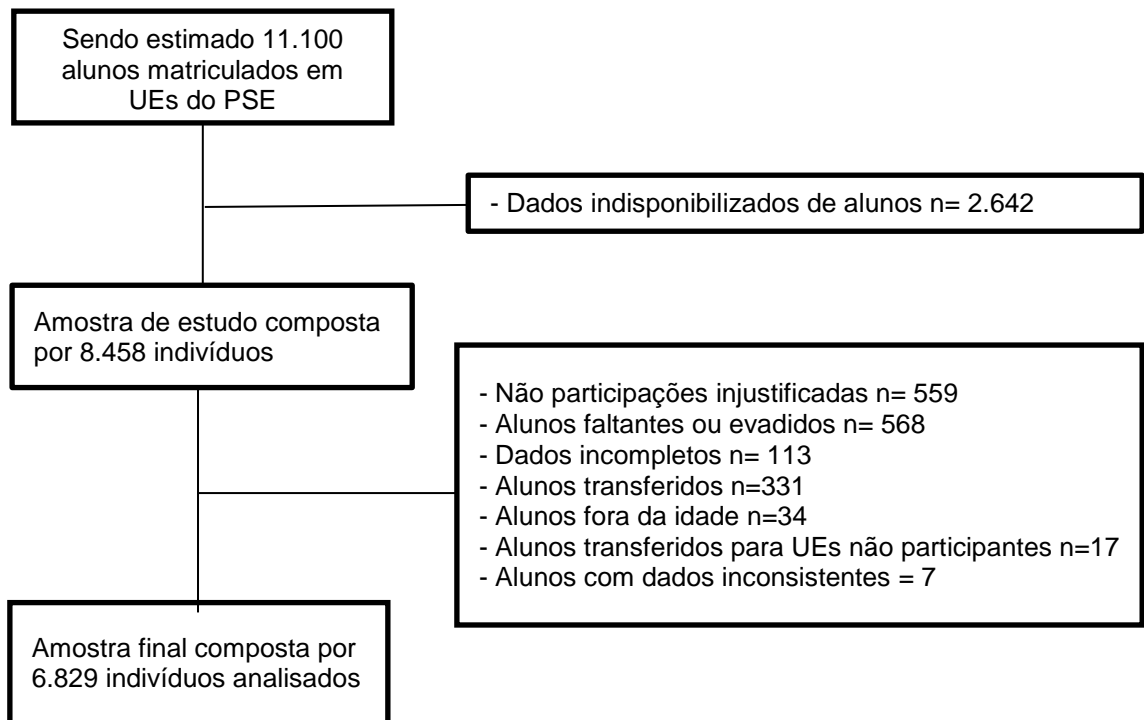 Sendo estimado 11.100
alunos matriculados em
UEs do PSE
- Dados indisponibilizados de alunos n= 2.642
Amostra de estudo composta
por 8.458 indivíduos
- Não participações injustificadas n= 559
- Alunos faltantes ou evadidos n= 568
- Dados incompletos n= 113
- Alunos transferidos n=331
- Alunos fora da idade n=34
- Alunos transferidos para UEs não participantes n=17
- Alunos com dados inconsistentes = 7
Amostra final composta por
6.829 indivíduos analisados